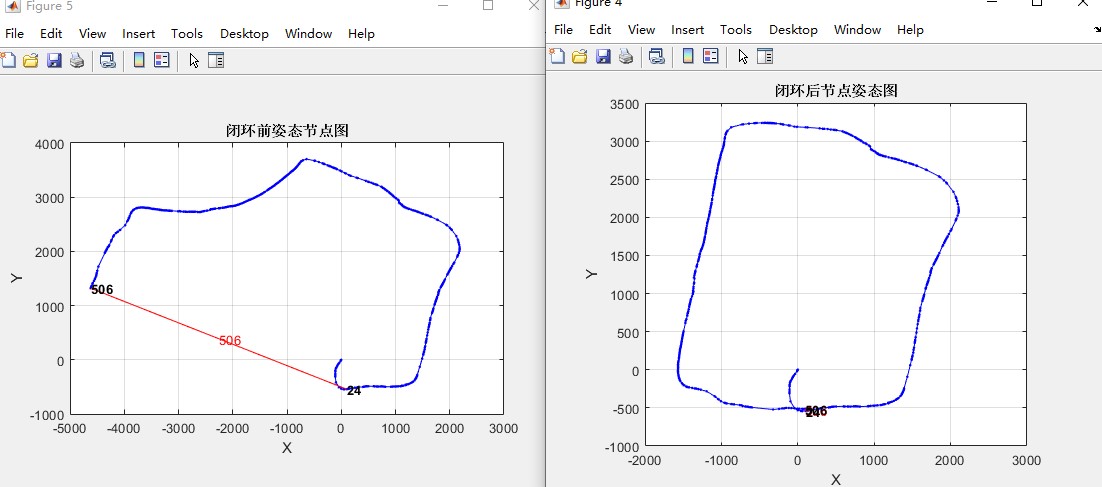 Figure 5
File Edit View Insert Tools Desktop Window Help
闭环前姿态节点图
4000
3000
2000
1000
0
-1000
Y
506
506
24
-5000 -4000 -3000 -2000 -1000 0 1000 2000 3000
X
Figure 4
File Edit View Insert Tools Desktop Window Help
闭环后节点姿态图
3500
3000
2500
2000
1500
1000
500
0
-500
-1000
Y
506
24
-2000 -1000 0 1000 2000 3000
X